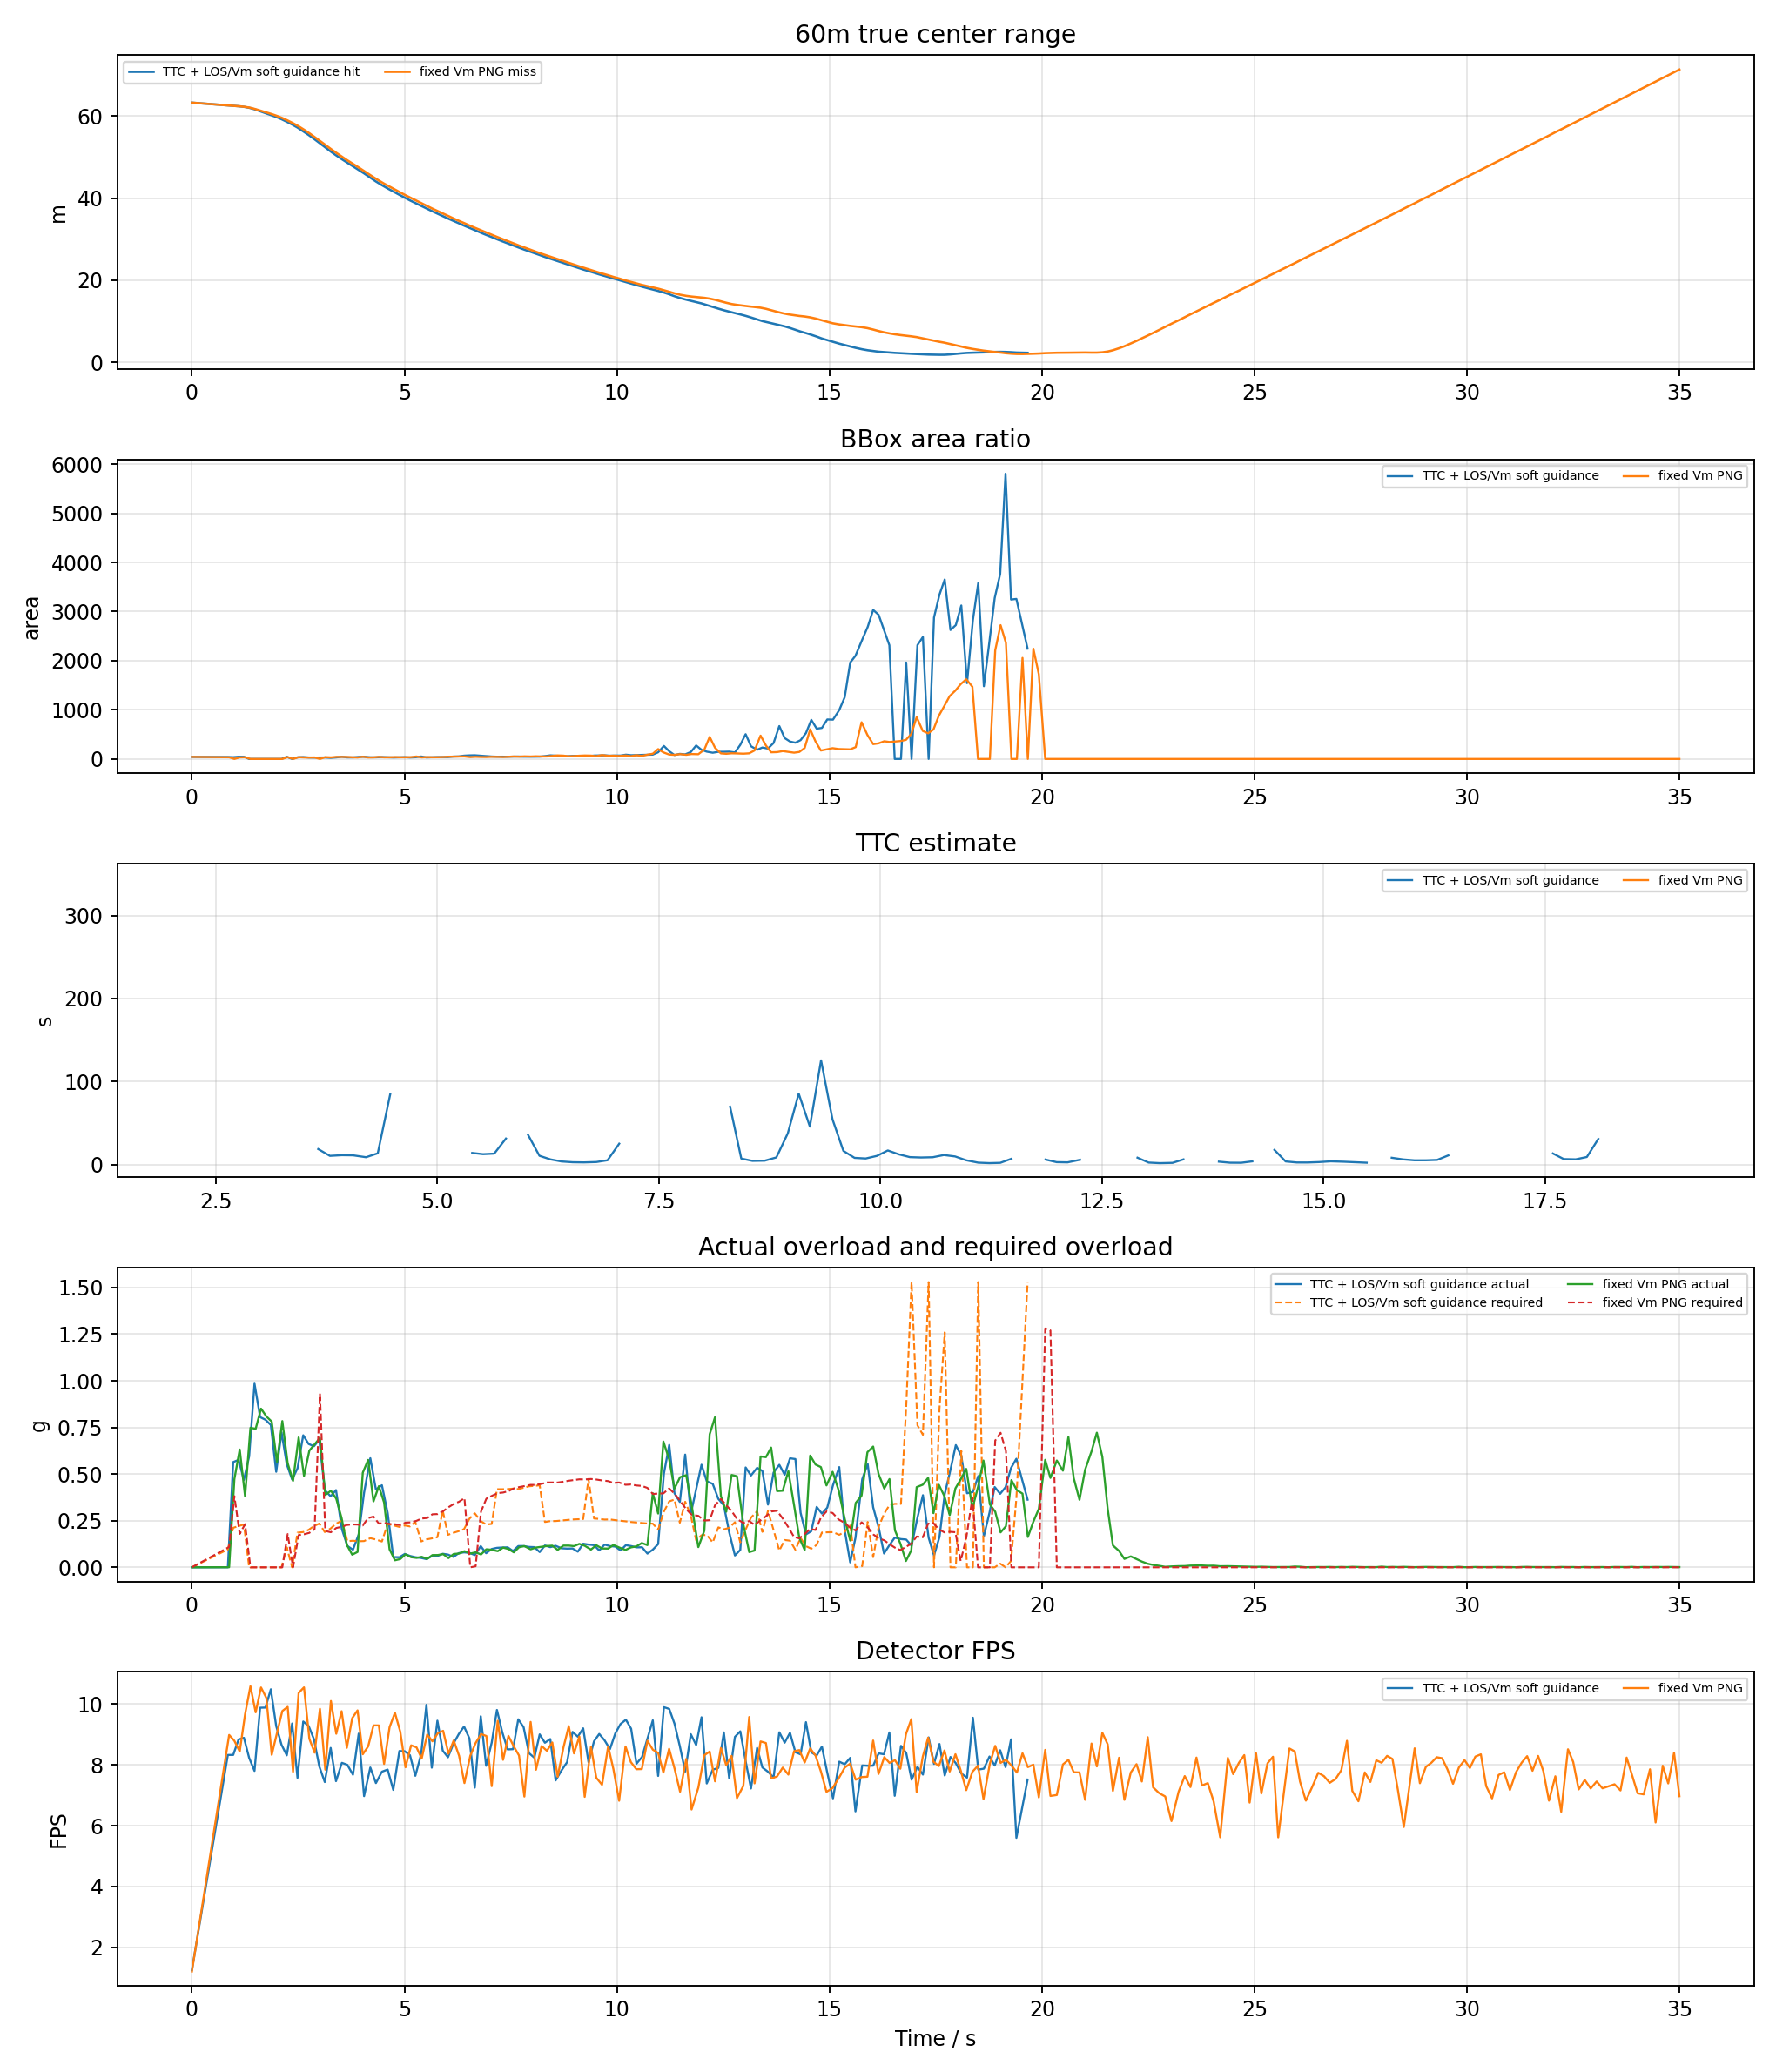 60m true center range
TTC + LOS/Vm soft guidance hit fixed Vm PNG miss
60
40
20
0
m
0 5 10 15 20 25 30 35
BBox area ratio
TTC + LOS/Vm soft guidance fixed Vm PNG
6000
5000
4000
3000
2000
1000
0
area
0 5 10 15 20 25 30 35
TTC estimate
TTC + LOS/Vm soft guidance fixed Vm PNG
300
200
100
0
s
2.5 5.0 7.5 10.0 12.5 15.0 17.5
Actual overload and required overload
TTC + LOS/Vm soft guidance actual fixed Vm PNG actual
TTC + LOS/Vm soft guidance required fixed Vm PNG required
1.50
1.25
1.00
0.75
0.50
0.25
0.00
g
0 5 10 15 20 25 30 35
Detector FPS
TTC + LOS/Vm soft guidance fixed Vm PNG
10
8
6
4
2
FPS
0 5 10 15 20 25 30 35
Time / s